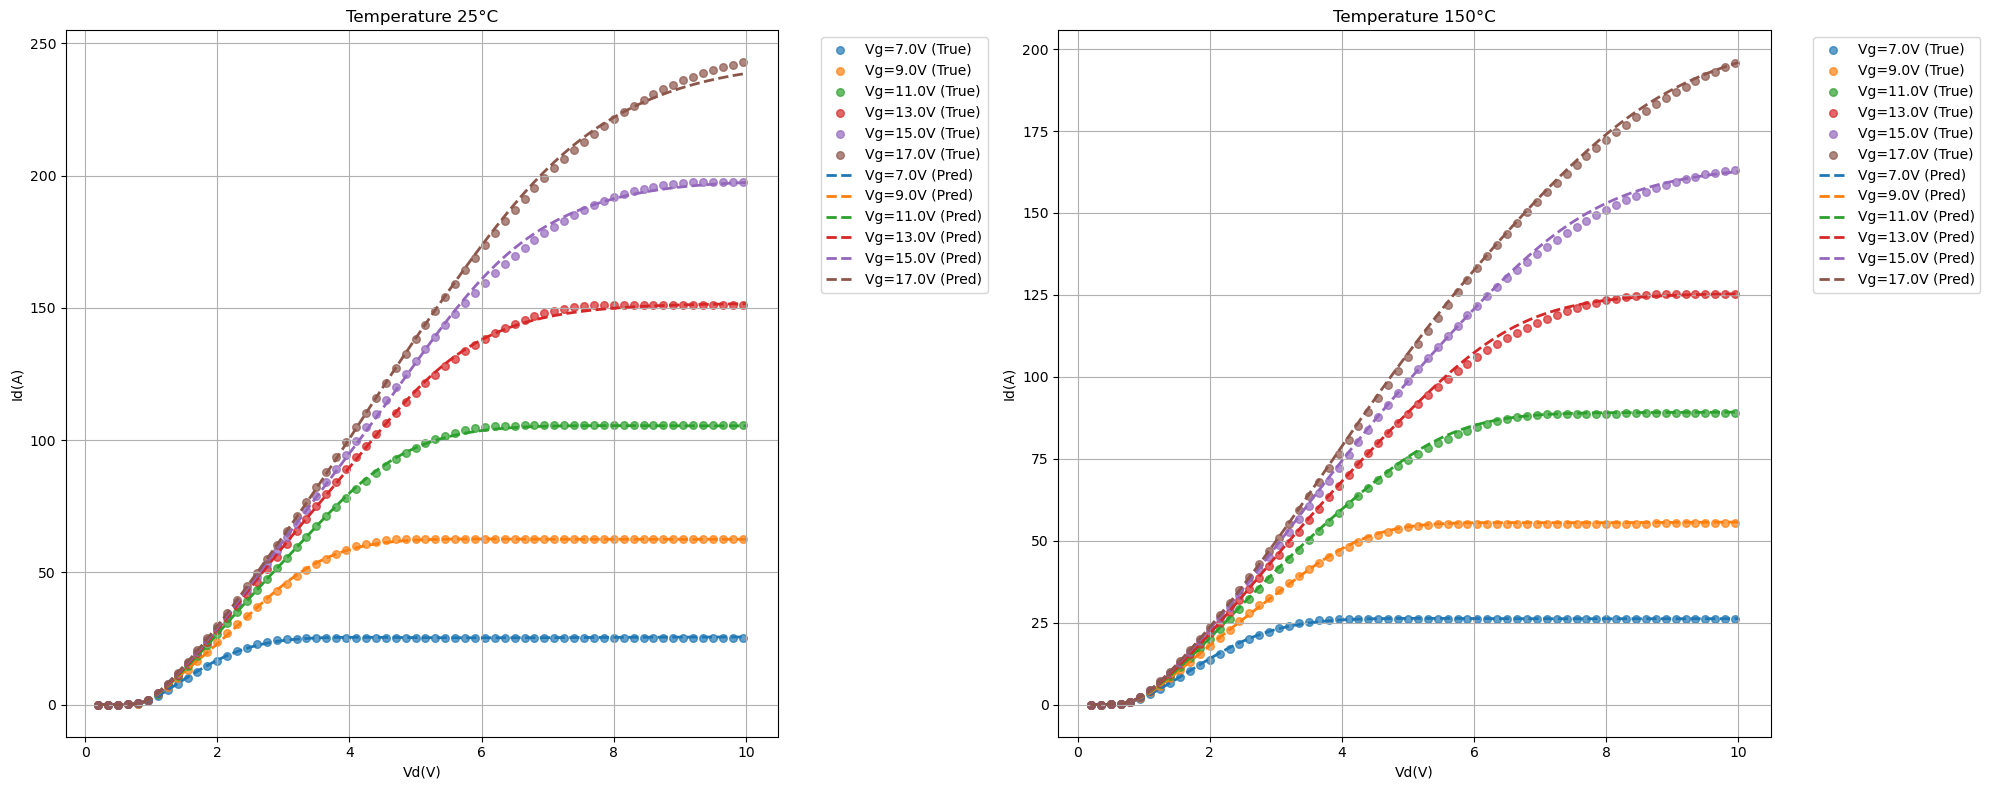 Temperature 25°C
250
200
150
100
50
0
Id(A)
0 2 4 6 8 10
Vd(V)
Vg=7.0V (True)
Vg=9.0V (True)
Vg=11.0V (True)
Vg=13.0V (True)
Vg=15.0V (True)
Vg=17.0V (True)
Vg=7.0V (Pred)
Vg=9.0V (Pred)
Vg=11.0V (Pred)
Vg=13.0V (Pred)
Vg=15.0V (Pred)
Vg=17.0V (Pred)
Temperature 150°C
200
175
150
125
100
75
50
25
0
Id(A)
0 2 4 6 8 10
Vd(V)
Vg=7.0V (True)
Vg=9.0V (True)
Vg=11.0V (True)
Vg=13.0V (True)
Vg=15.0V (True)
Vg=17.0V (True)
Vg=7.0V (Pred)
Vg=9.0V (Pred)
Vg=11.0V (Pred)
Vg=13.0V (Pred)
Vg=15.0V (Pred)
Vg=17.0V (Pred)